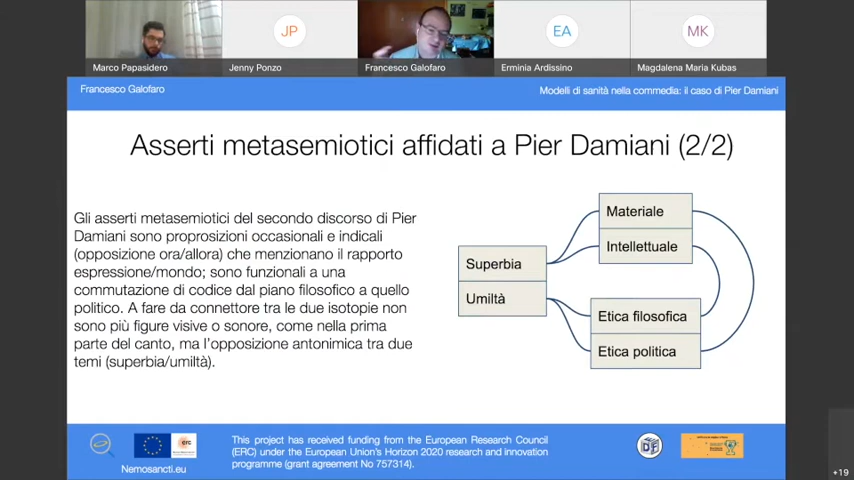 JP
EA
MK
Marco Papasidero
Jenny Ponzo
Francesco Galofaro
Erminia Ardissino
Magdalena Maria Kubas
Francesco Galofaro
Modelli di sanità nella commedia: il caso di Pier Damiani
Asserti metasemiotici affidati a Pier Damiani (2/2)
Gli asserti metasemiotici del secondo discorso di Pier
Damiani sono proprosizioni occasionali e indicali
(opposizione ora/allora) che menzionano il rapporto
espressione/mondo; sono funzionali a una
commutazione di codice dal piano filosofico a quello
politico. A fare da connettore tra le due isotopie non
sono più figure visive o sonore, come nella prima
parte del canto, ma l'opposizione antonimica tra due
temi (superbia/umiltà).
Superbia
Umiltà
Materiale
Intellettuale
Etica filosofica
Etica politica
Nemosancti.eu
erc
This project has received funding from the European Research Council
(ERC) under the European Union's Horizon 2020 research and innovation
programme (grant agreement No 757314).
+19